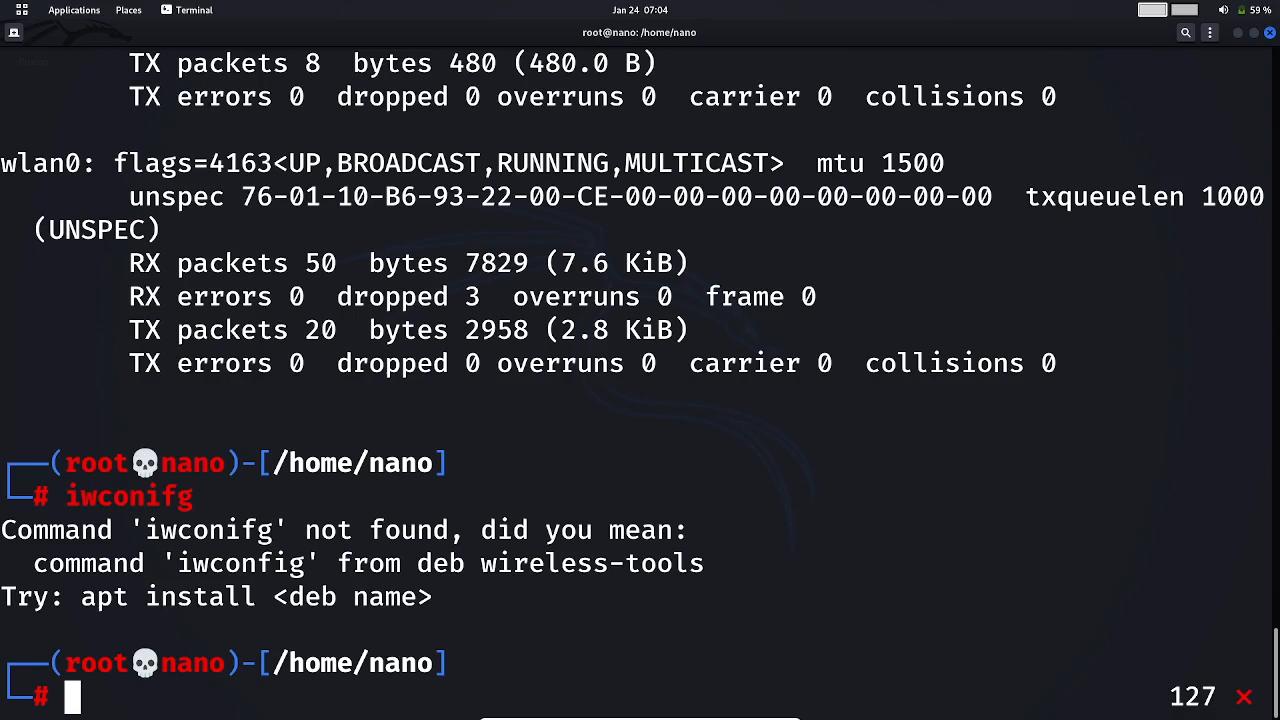 Applications Places Terminal Jan 24 07:04 59 %
root@nano: /home/nano
TX packets 8 bytes 480 (480.0 B)
TX errors 0 dropped 0 overruns 0 carrier 0 collisions 0
wlan0: flags=4163<UP,BROADCAST,RUNNING,MULTICAST> mtu 1500
unspec 76-01-10-B6-93-22-00-CE-00-00-00-00-00-00-00-00 txqueuelen 1000
(UNSPEC)
RX packets 50 bytes 7829 (7.6 KiB)
RX errors 0 dropped 3 overruns 0 frame 0
TX packets 20 bytes 2958 (2.8 KiB)
TX errors 0 dropped 0 overruns 0 carrier 0 collisions 0
┌──(root💀nano)-[/home/nano]
└─# iwconifg
Command 'iwconifg' not found, did you mean:
command 'iwconfig' from deb wireless-tools
Try: apt install <deb name>
┌──(root💀nano)-[/home/nano]
└─# 127 ⨯